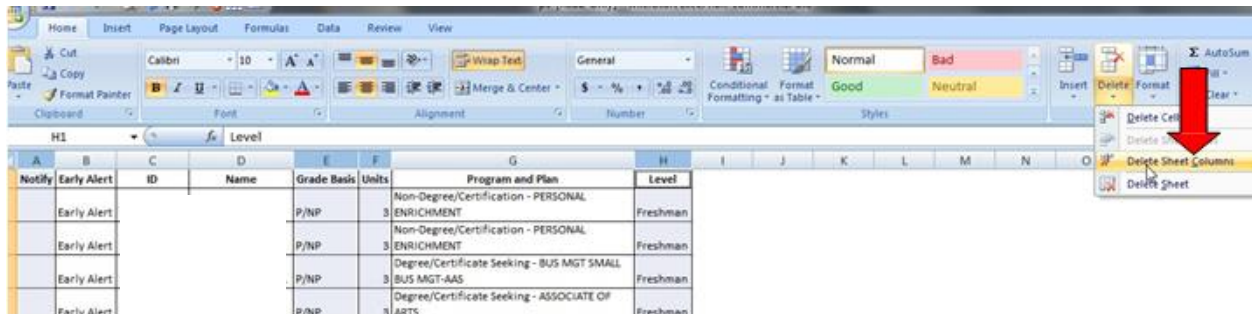 Home Insert Page Layout Formulas Data Review View
Cut Calibri 10 A A Wrap Text General Normal Bad AutoSum
Copy
Paste Format Painter B I U A Merge & Center $ % , Conditional Formatting Format as Table Good Neutral Insert Delete Format Clear
Clipboard Font Alignment Number Styles Delete
H1 fx Level Delete
A B C D E F G H I J K L M N O Delete Sheet Columns
Notify Early Alert ID Name Grade Basis Units Program and Plan Level Delete Sheet
Non-Degree/Certification - PERSONAL
Early Alert P/NP 3 ENRICHMENT Freshman
Non-Degree/Certification - PERSONAL
Early Alert P/NP 3 ENRICHMENT Freshman
Degree/Certificate Seeking - BUS MGT SMALL
Early Alert P/NP 3 BUS MGT-AAS Freshman
Degree/Certificate Seeking - ASSOCIATE OF
Early Alert P/NP 3 ARTS Freshman